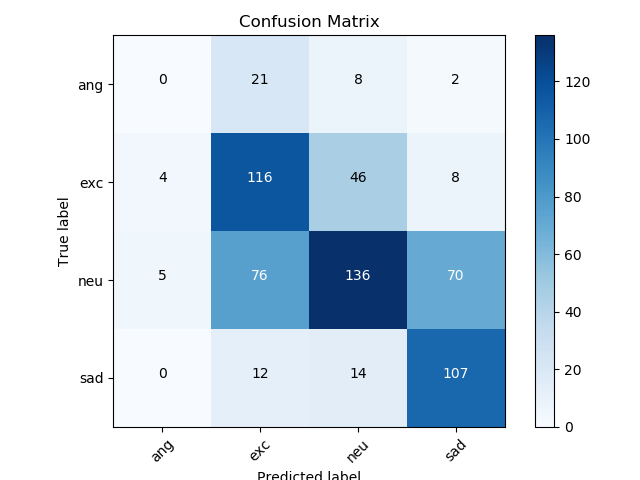 Confusion Matrix
True label
ang 0 21 8 2
exc 4 116 46 8
neu 5 76 136 70
sad 0 12 14 107
ang exc neu sad
Predicted label
120
100
80
60
40
20
0